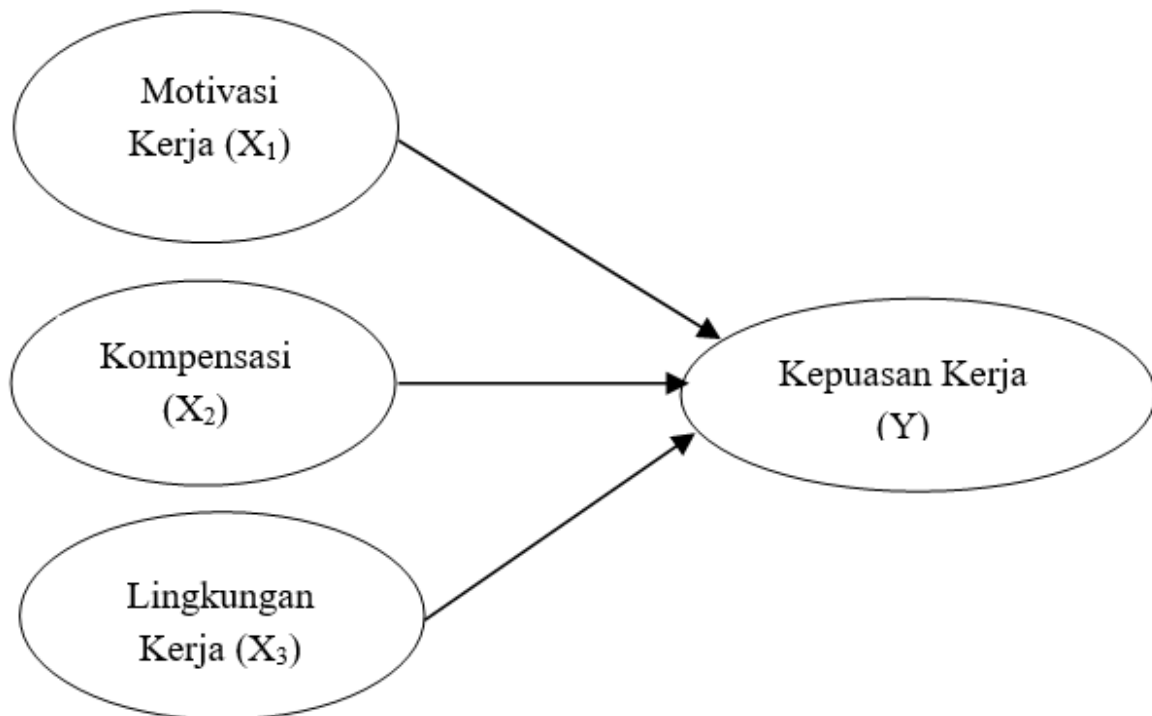 Motivasi
Kerja (X₁)
Kompensasi
(X₂)
Kepuasan Kerja
(Y)
Lingkungan
Kerja (X₃)